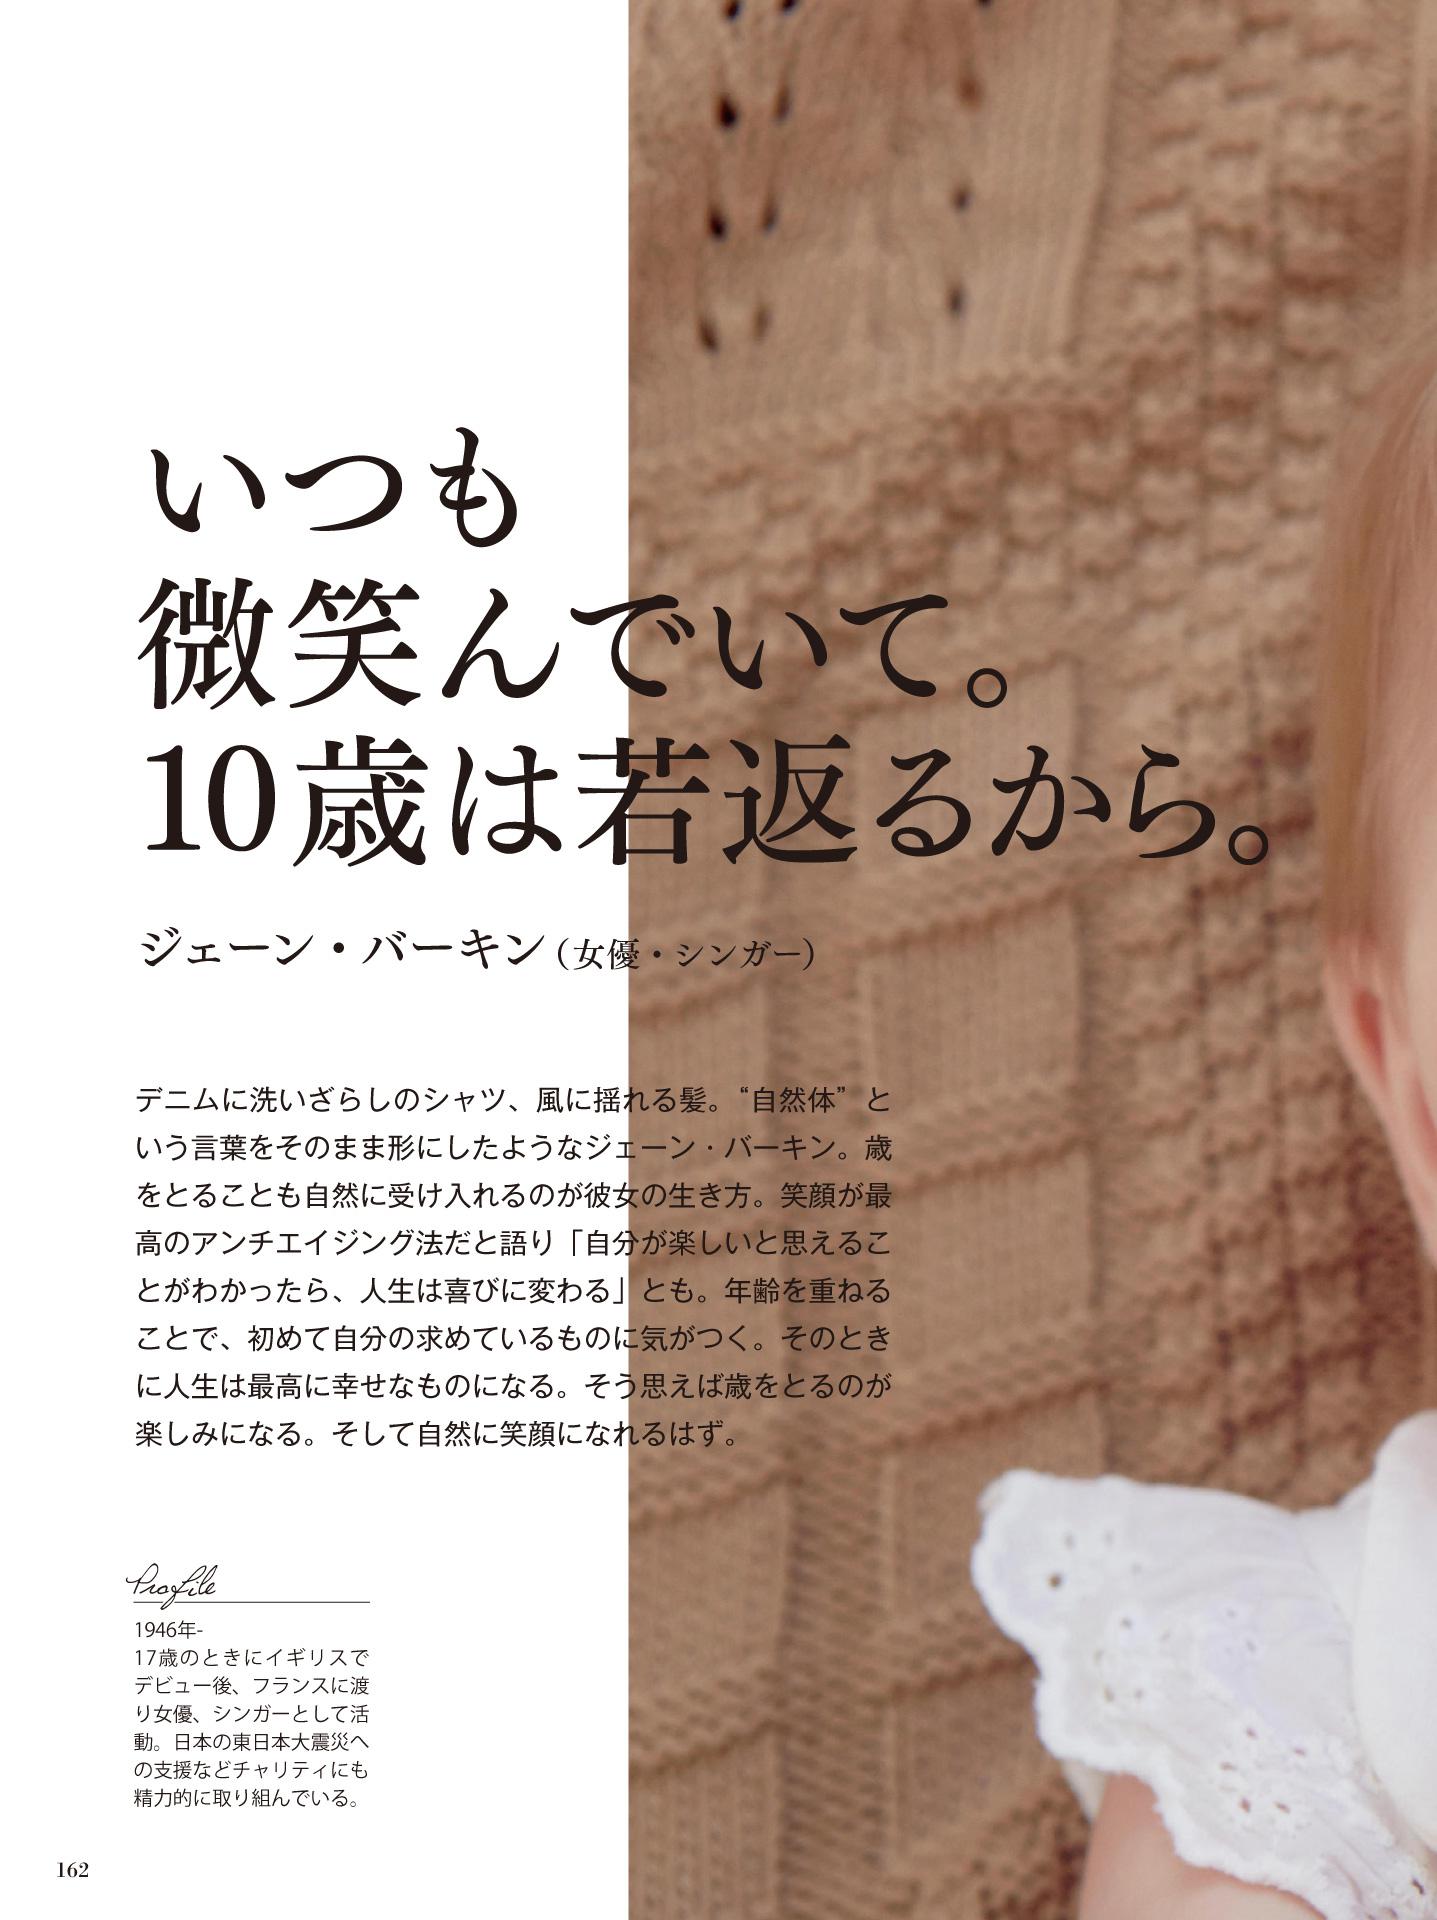 いつも
微笑んでいて。
10歳は若返るから。
ジェーン・バーキン（女優・シンガー）
デニムに洗いざらしのシャツ、風に揺れる髪。“自然体”と
いう言葉をそのまま形にしたようなジェーン・バーキン。歳
をとることも自然に受け入れるのが彼女の生き方。笑顔が最
高のアンチエイジング法だと語り「自分が楽しいと思えるこ
とがわかったら、人生は喜びに変わる」とも。年齢を重ねる
ことで、初めて自分の求めているものに気がつく。そのとき
に人生は最高に幸せなものになる。そう思えば歳をとるのが
楽しみになる。そして自然に笑顔になれるはず。
Profile
1946年-
17歳のときにイギリスで
デビュー後、フランスに渡
り女優、シンガーとして活
動。日本の東日本大震災へ
の支援などチャリティにも
精力的に取り組んでいる。
162